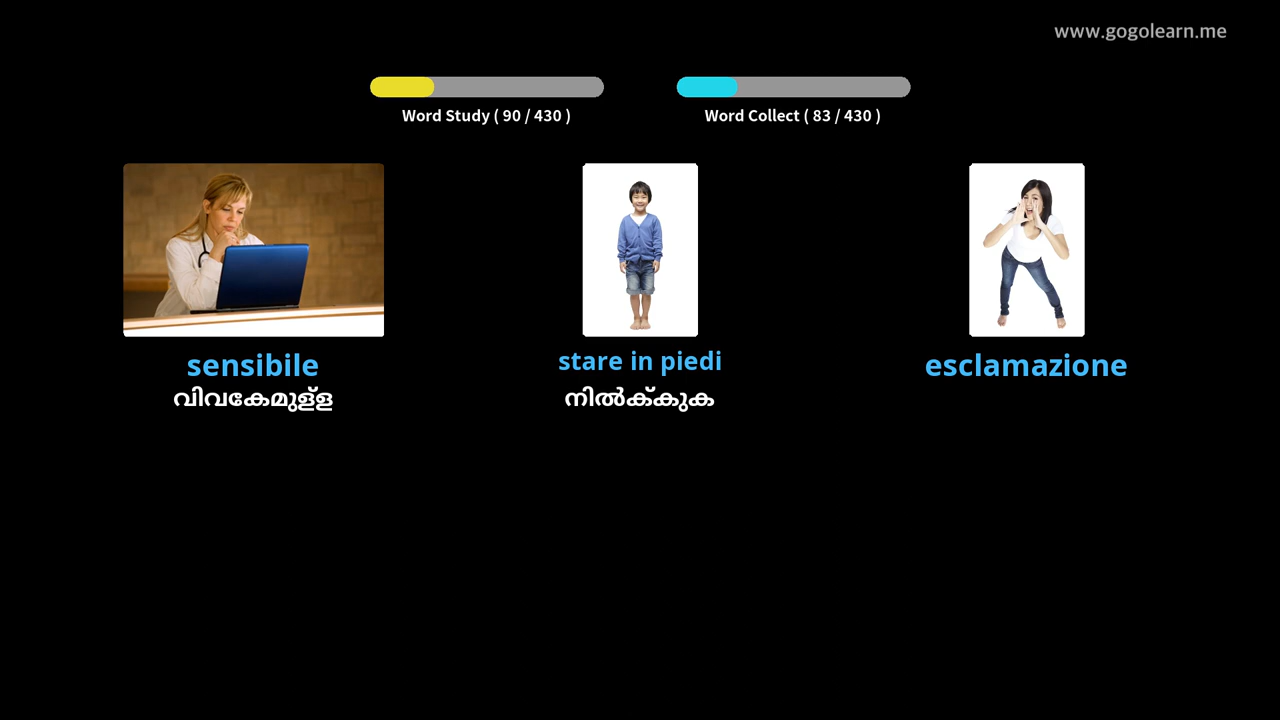 www.gogolearn.me
Word Study ( 90 / 430 )
Word Collect ( 83 / 430 )
sensibile
വിവകേമുള്ള
stare in piedi
നിൽക്കുക
esclamazione